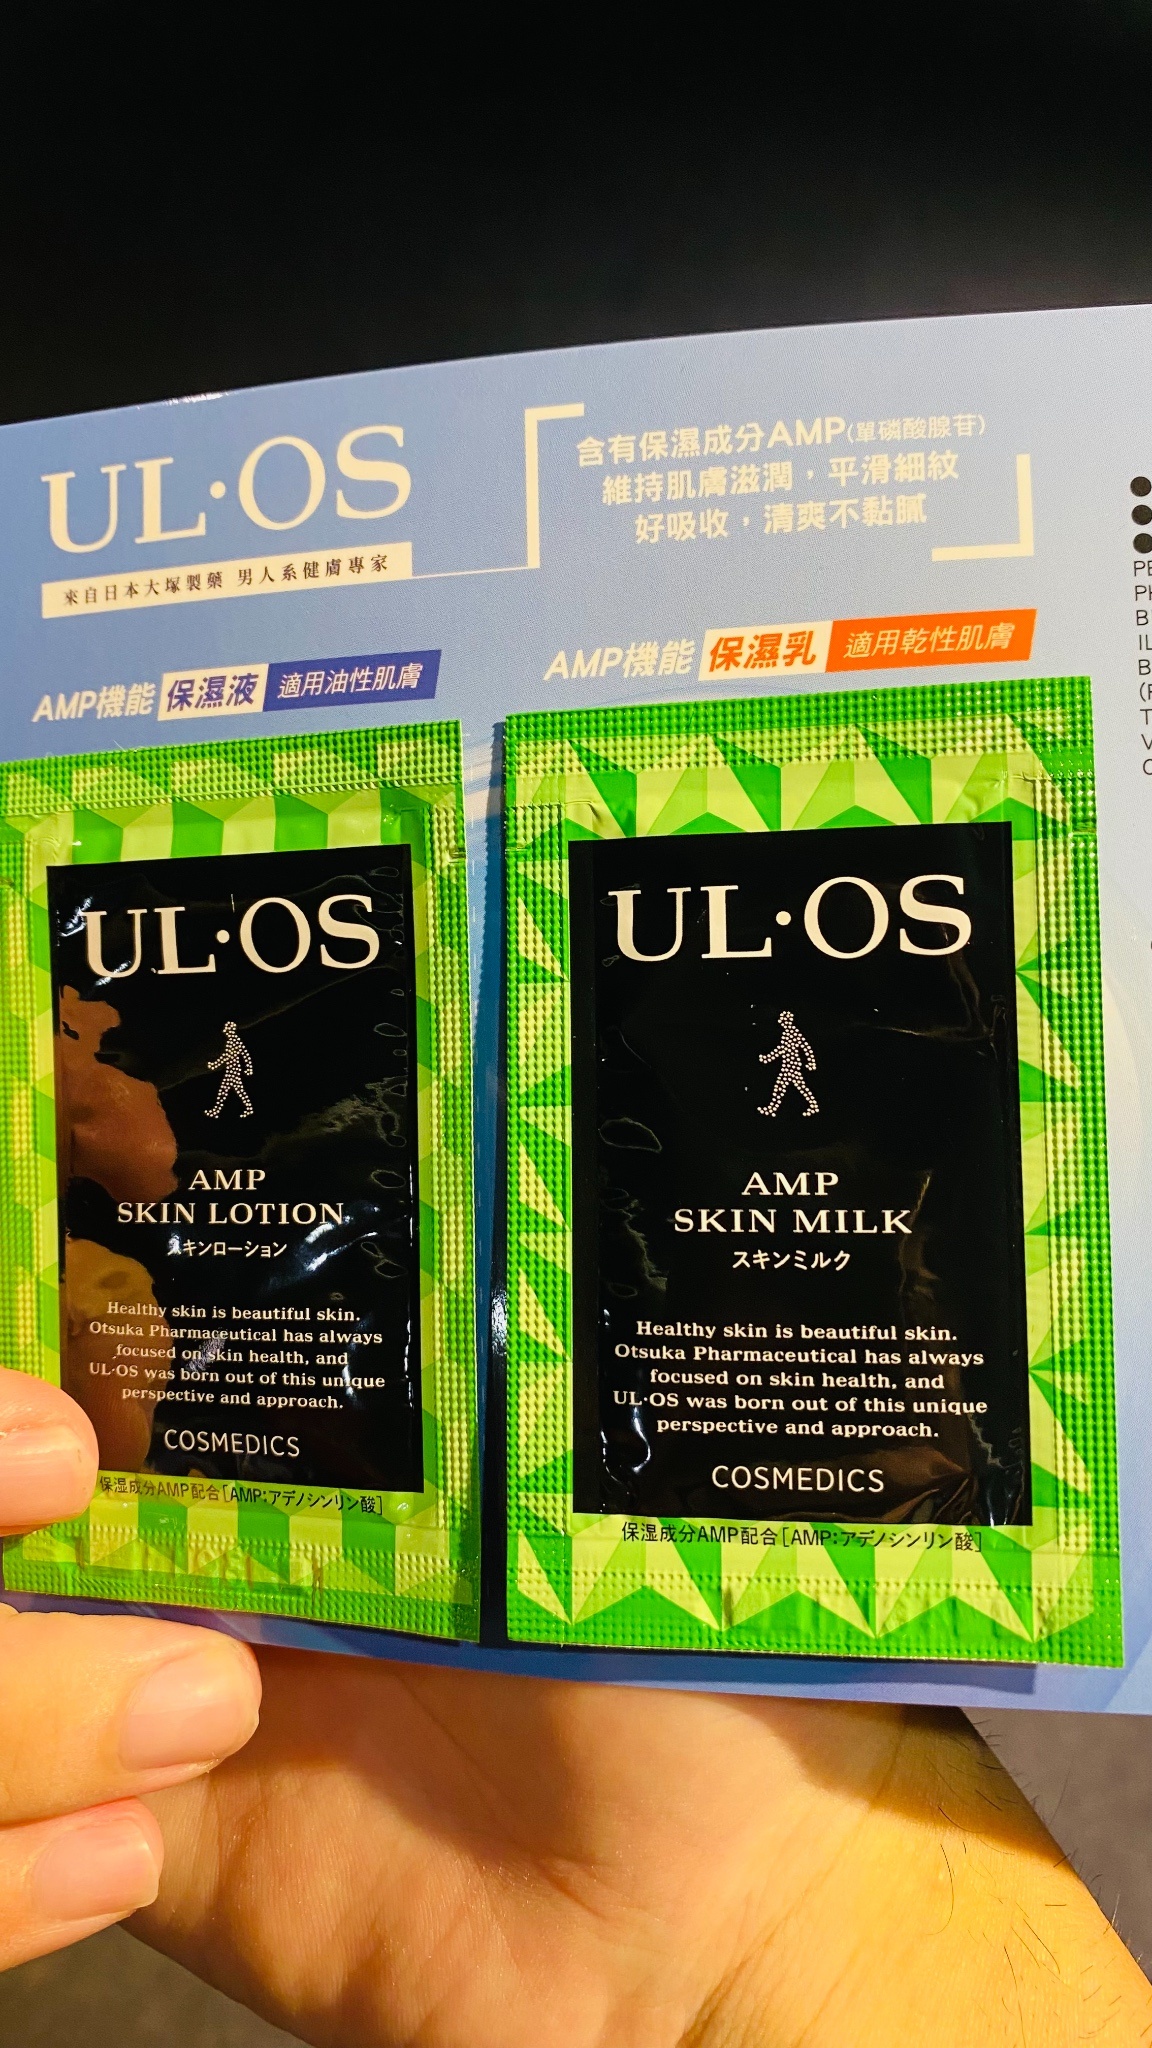 UL·OS
來自日本大塚製藥 男人系健膚專家
含有保濕成分AMP(單磷酸腺苷)
維持肌膚滋潤，平滑細紋
好吸收，清爽不黏膩
AMP機能 保濕液 適用油性肌膚
AMP機能 保濕乳 適用乾性肌膚
UL·OS
AMP
SKIN LOTION
スキンローション
Healthy skin is beautiful skin.
Otsuka Pharmaceutical has always
focused on skin health, and
UL·OS was born out of this unique
perspective and approach.
COSMEDICS
保湿成分AMP配合［AMP:アデノシンリン酸］
UL·OS
AMP
SKIN MILK
スキンミルク
Healthy skin is beautiful skin.
Otsuka Pharmaceutical has always
focused on skin health, and
UL·OS was born out of this unique
perspective and approach.
COSMEDICS
保湿成分AMP配合［AMP:アデノシンリン酸］